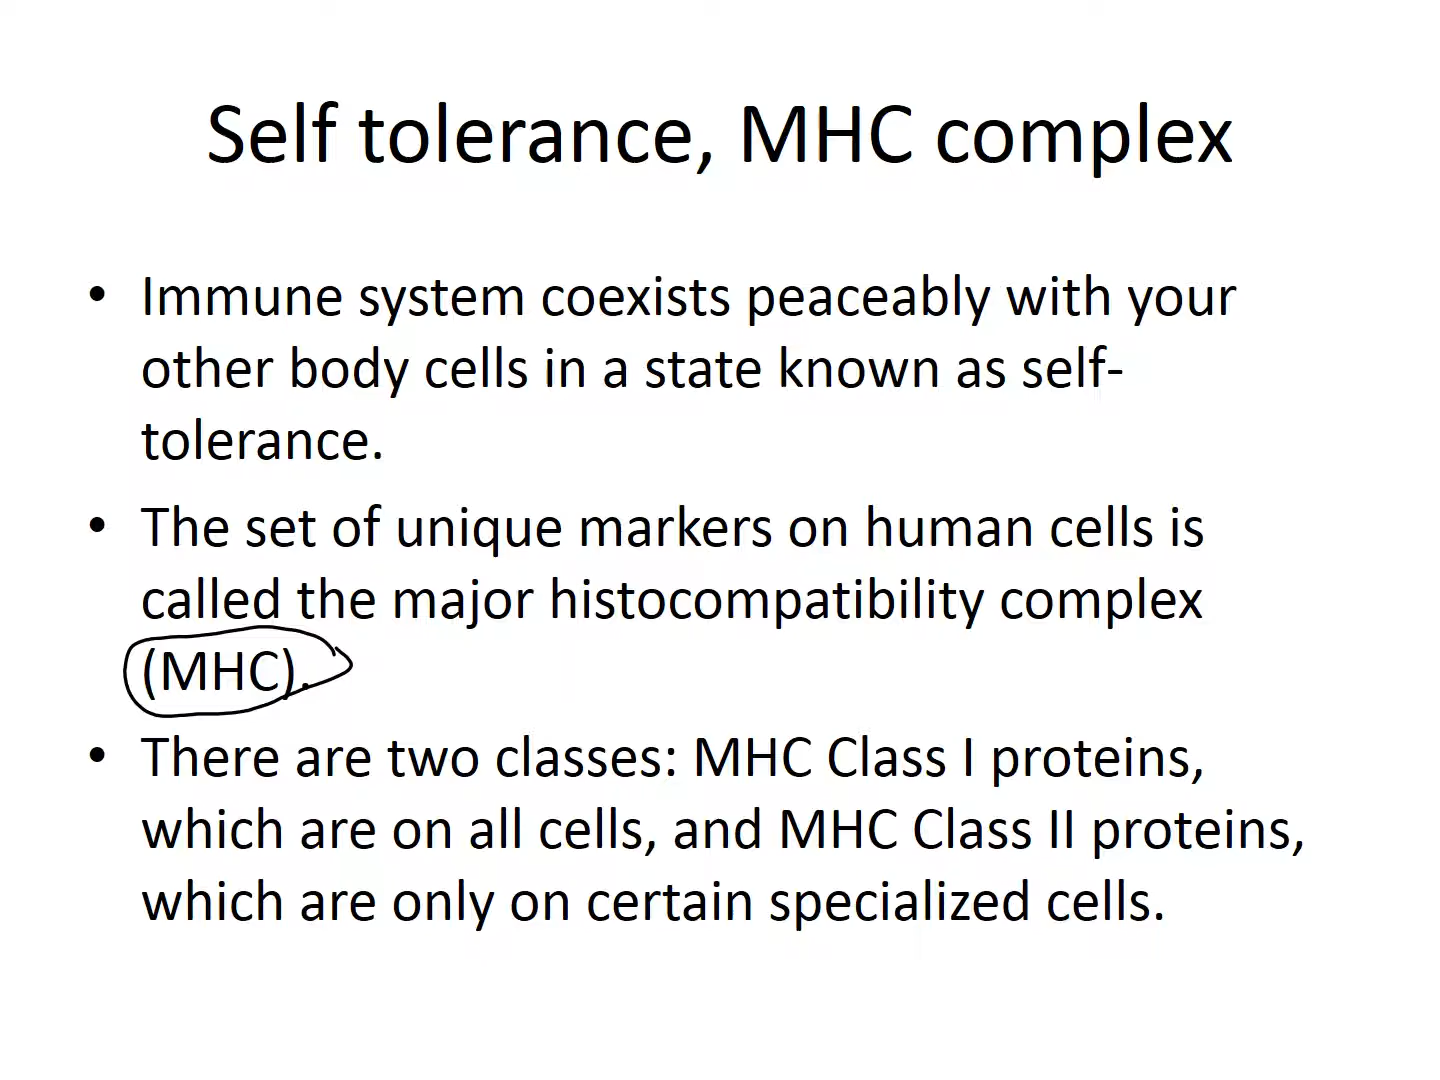 Self tolerance, MHC complex
• Immune system coexists peaceably with your
other body cells in a state known as self-
tolerance.
• The set of unique markers on human cells is
called the major histocompatibility complex
(MHC).
• There are two classes: MHC Class I proteins,
which are on all cells, and MHC Class II proteins,
which are only on certain specialized cells.